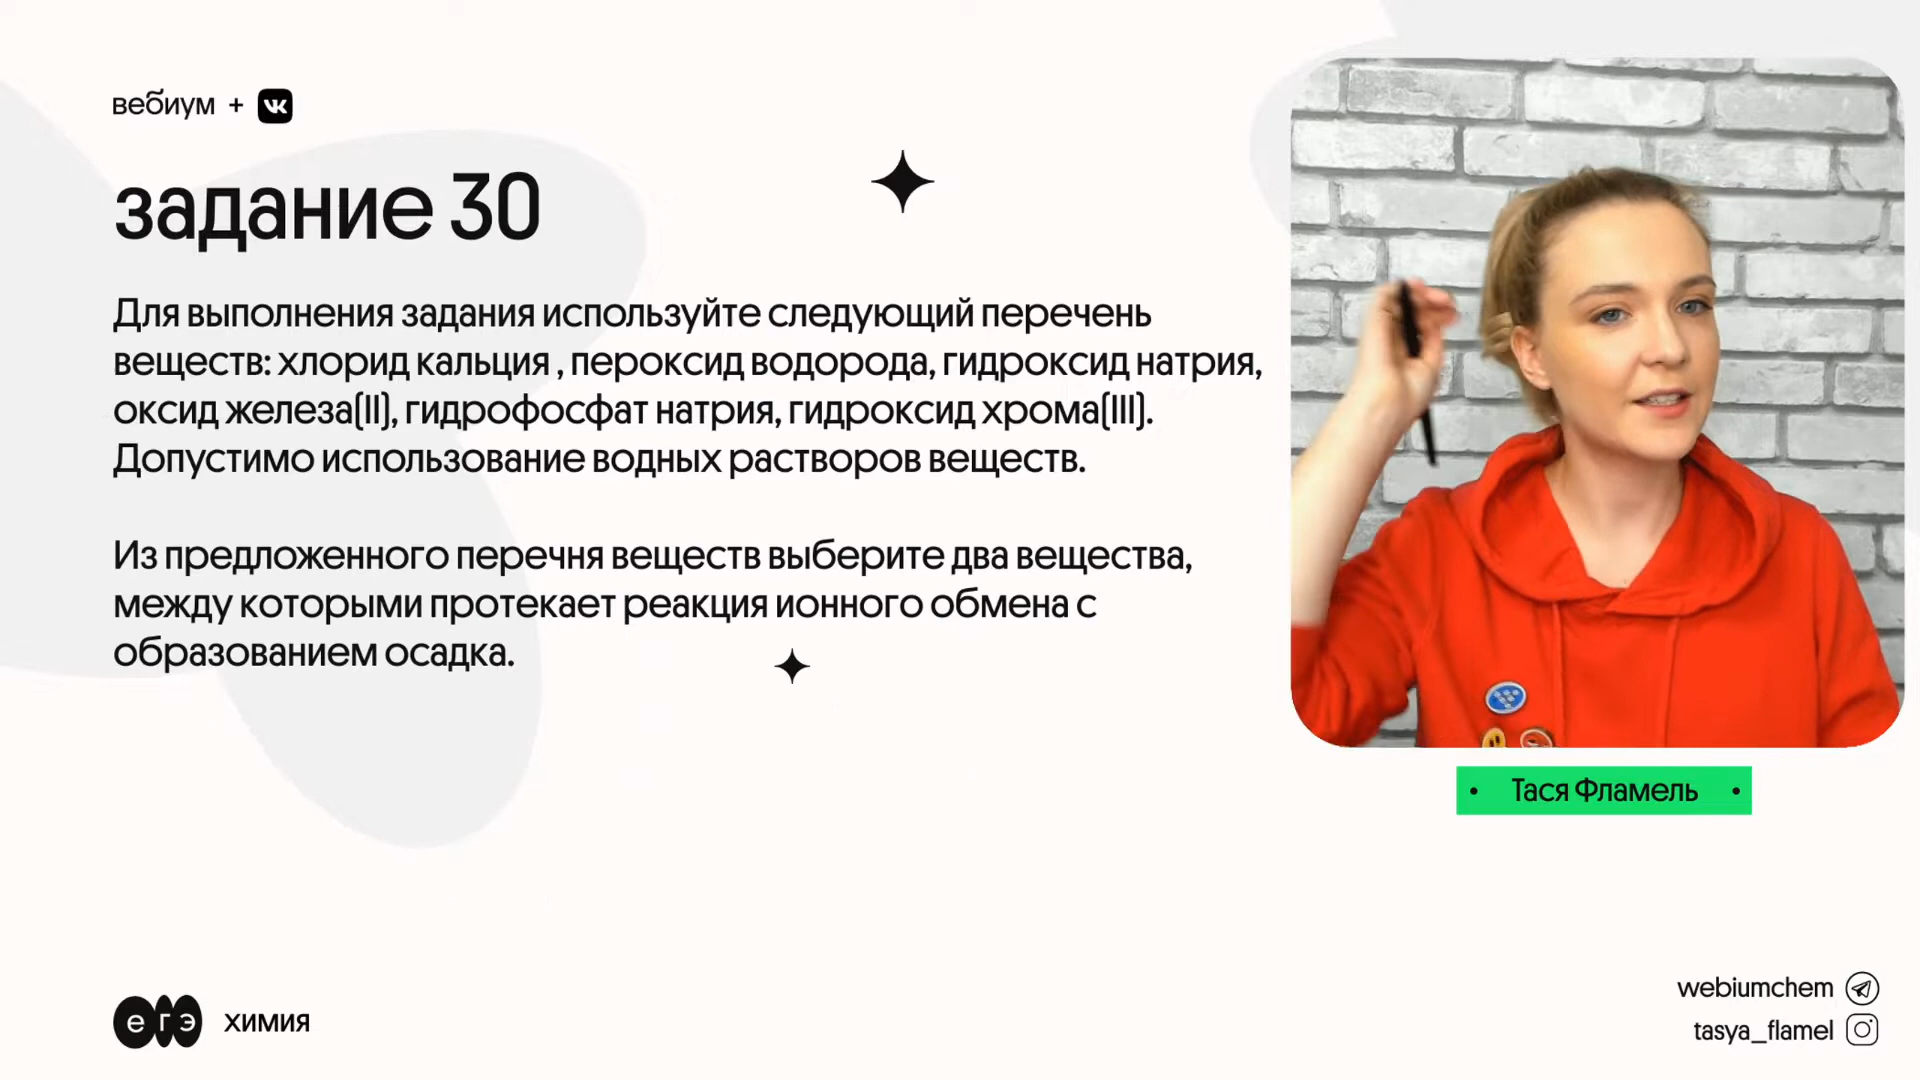 вебиум +
задание 30
Для выполнения задания используйте следующий перечень
веществ: хлорид кальция , пероксид водорода, гидроксид натрия,
оксид железа(II), гидрофосфат натрия, гидроксид хрома(III).
Допустимо использование водных растворов веществ.
Из предложенного перечня веществ выберите два вещества,
между которыми протекает реакция ионного обмена с
образованием осадка.
• Тася Фламель •
егэ химия
webiumchem
tasya_flamel